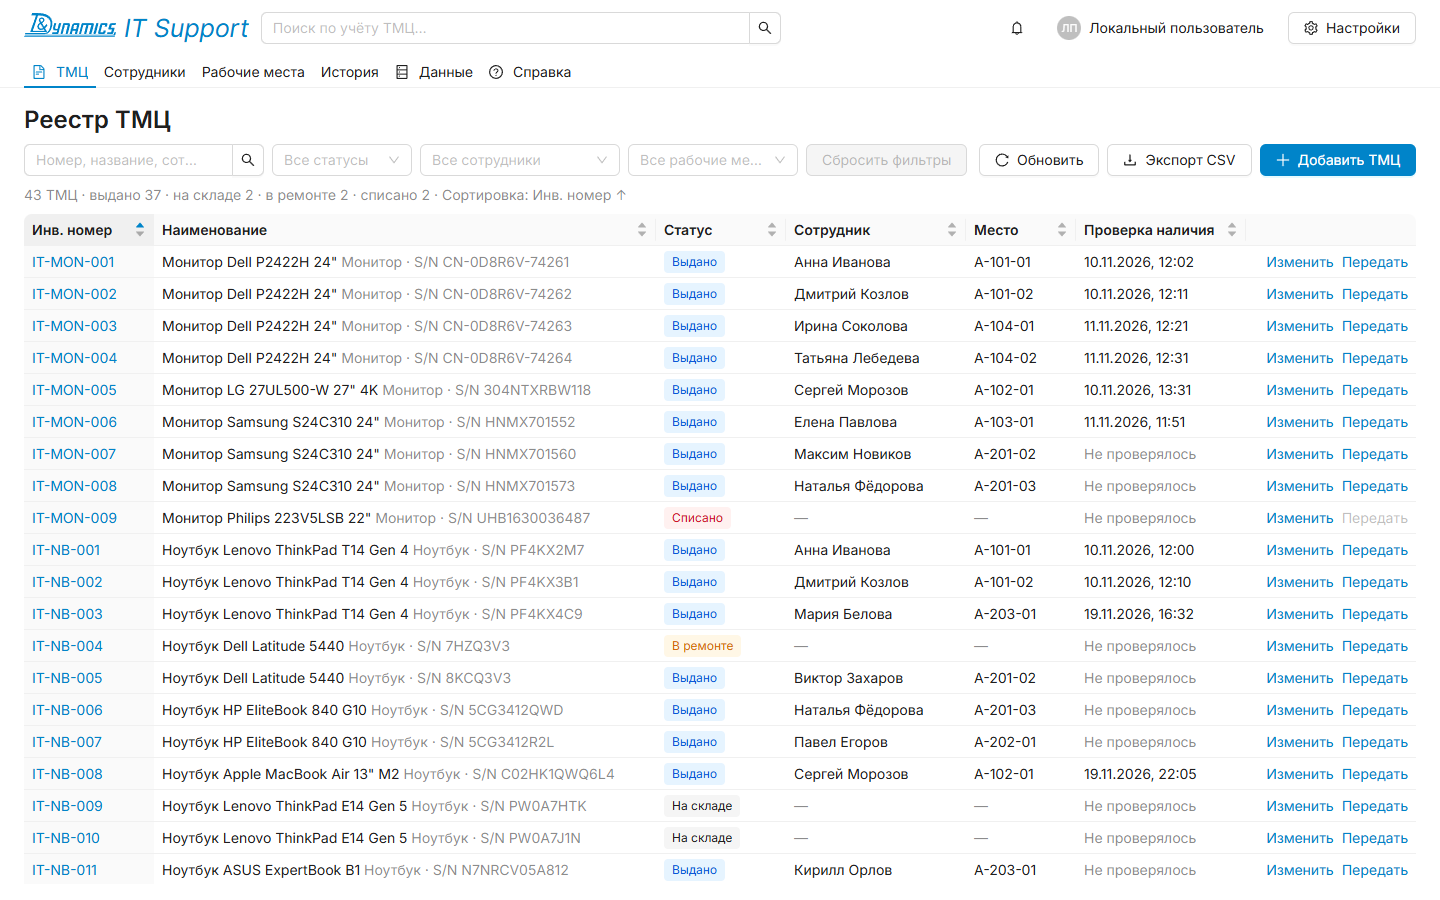 D&Dynamics IT Support Поиск по учёту ТМЦ... ЛП Локальный пользователь Настройки
ТМЦ Сотрудники Рабочие места История Данные Справка
Реестр ТМЦ
Номер, название, сот... Все статусы Все сотрудники Все рабочие ме... Сбросить фильтры Обновить Экспорт CSV Добавить ТМЦ
43 ТМЦ · выдано 37 · на складе 2 · в ремонте 2 · списано 2 · Сортировка: Инв. номер ↑
Инв. номер Наименование Статус Сотрудник Место Проверка наличия
IT-MON-001 Монитор Dell P2422H 24" Монитор · S/N CN-0D8R6V-74261 Выдано Анна Иванова A-101-01 10.11.2026, 12:02 Изменить Передать
IT-MON-002 Монитор Dell P2422H 24" Монитор · S/N CN-0D8R6V-74262 Выдано Дмитрий Козлов A-101-02 10.11.2026, 12:11 Изменить Передать
IT-MON-003 Монитор Dell P2422H 24" Монитор · S/N CN-0D8R6V-74263 Выдано Ирина Соколова A-104-01 11.11.2026, 12:21 Изменить Передать
IT-MON-004 Монитор Dell P2422H 24" Монитор · S/N CN-0D8R6V-74264 Выдано Татьяна Лебедева A-104-02 11.11.2026, 12:31 Изменить Передать
IT-MON-005 Монитор LG 27UL500-W 27" 4K Монитор · S/N 304NTXRBW118 Выдано Сергей Морозов A-102-01 10.11.2026, 13:31 Изменить Передать
IT-MON-006 Монитор Samsung S24C310 24" Монитор · S/N HNMX701552 Выдано Елена Павлова A-103-01 11.11.2026, 11:51 Изменить Передать
IT-MON-007 Монитор Samsung S24C310 24" Монитор · S/N HNMX701560 Выдано Максим Новиков A-201-02 Не проверялось Изменить Передать
IT-MON-008 Монитор Samsung S24C310 24" Монитор · S/N HNMX701573 Выдано Наталья Фёдорова A-201-03 Не проверялось Изменить Передать
IT-MON-009 Монитор Philips 223V5LSB 22" Монитор · S/N UHB1630036487 Списано — — Не проверялось Изменить Передать
IT-NB-001 Ноутбук Lenovo ThinkPad T14 Gen 4 Ноутбук · S/N PF4KX2M7 Выдано Анна Иванова A-101-01 10.11.2026, 12:00 Изменить Передать
IT-NB-002 Ноутбук Lenovo ThinkPad T14 Gen 4 Ноутбук · S/N PF4KX3B1 Выдано Дмитрий Козлов A-101-02 10.11.2026, 12:10 Изменить Передать
IT-NB-003 Ноутбук Lenovo ThinkPad T14 Gen 4 Ноутбук · S/N PF4KX4C9 Выдано Мария Белова A-203-01 19.11.2026, 16:32 Изменить Передать
IT-NB-004 Ноутбук Dell Latitude 5440 Ноутбук · S/N 7HZQ3V3 В ремонте — — Не проверялось Изменить Передать
IT-NB-005 Ноутбук Dell Latitude 5440 Ноутбук · S/N 8KCQ3V3 Выдано Виктор Захаров A-201-02 Не проверялось Изменить Передать
IT-NB-006 Ноутбук HP EliteBook 840 G10 Ноутбук · S/N 5CG3412QWD Выдано Наталья Фёдорова A-201-03 Не проверялось Изменить Передать
IT-NB-007 Ноутбук HP EliteBook 840 G10 Ноутбук · S/N 5CG3412R2L Выдано Павел Егоров A-202-01 Не проверялось Изменить Передать
IT-NB-008 Ноутбук Apple MacBook Air 13" M2 Ноутбук · S/N C02HK1QWQ6L4 Выдано Сергей Морозов A-102-01 19.11.2026, 22:05 Изменить Передать
IT-NB-009 Ноутбук Lenovo ThinkPad E14 Gen 5 Ноутбук · S/N PW0A7HTK На складе — — Не проверялось Изменить Передать
IT-NB-010 Ноутбук Lenovo ThinkPad E14 Gen 5 Ноутбук · S/N PW0A7J1N На складе — — Не проверялось Изменить Передать
IT-NB-011 Ноутбук ASUS ExpertBook B1 Ноутбук · S/N N7NRCV05A812 Выдано Кирилл Орлов A-203-01 Не проверялось Изменить Передать